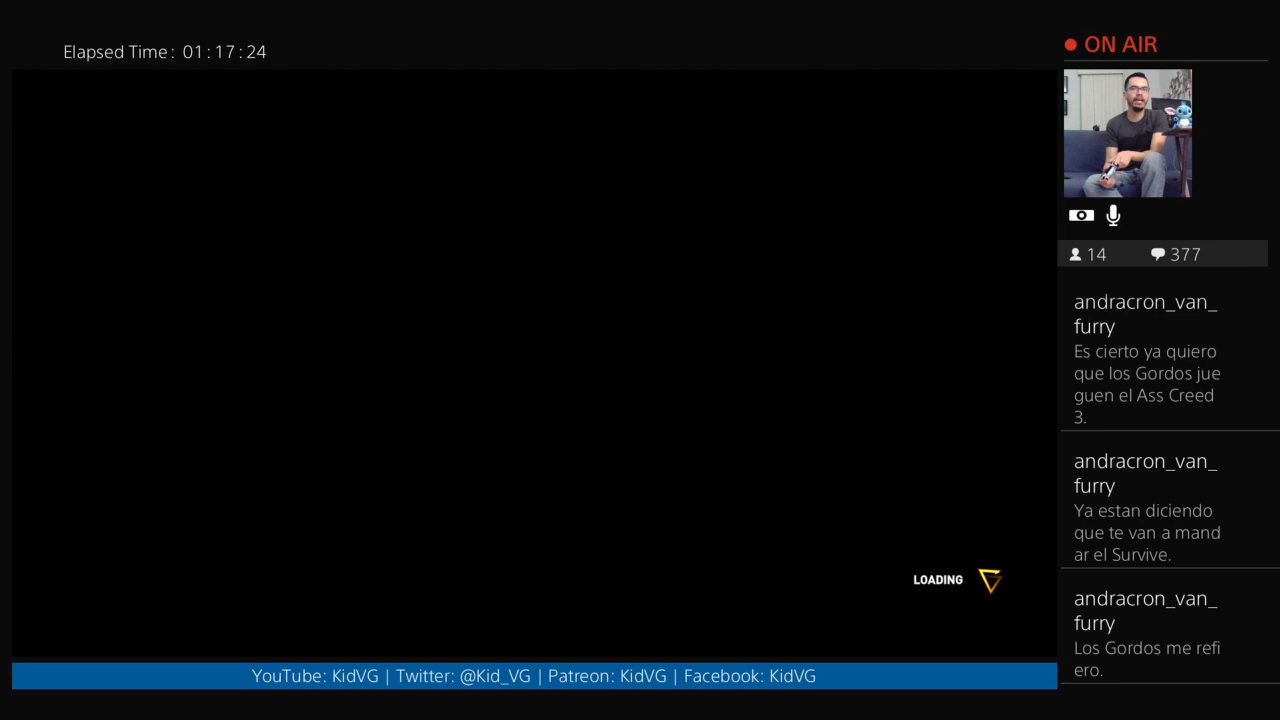 Elapsed Time: 01:17:24
ON AIR
14 377
andracron_van_
furry
Es cierto ya quiero
que los Gordos jue
guen el Ass Creed
3.
andracron_van_
furry
Ya estan diciendo
que te van a mand
ar el Survive.
andracron_van_
furry
Los Gordos me refi
ero.
LOADING
YouTube: KidVG | Twitter: @Kid_VG | Patreon: KidVG | Facebook: KidVG